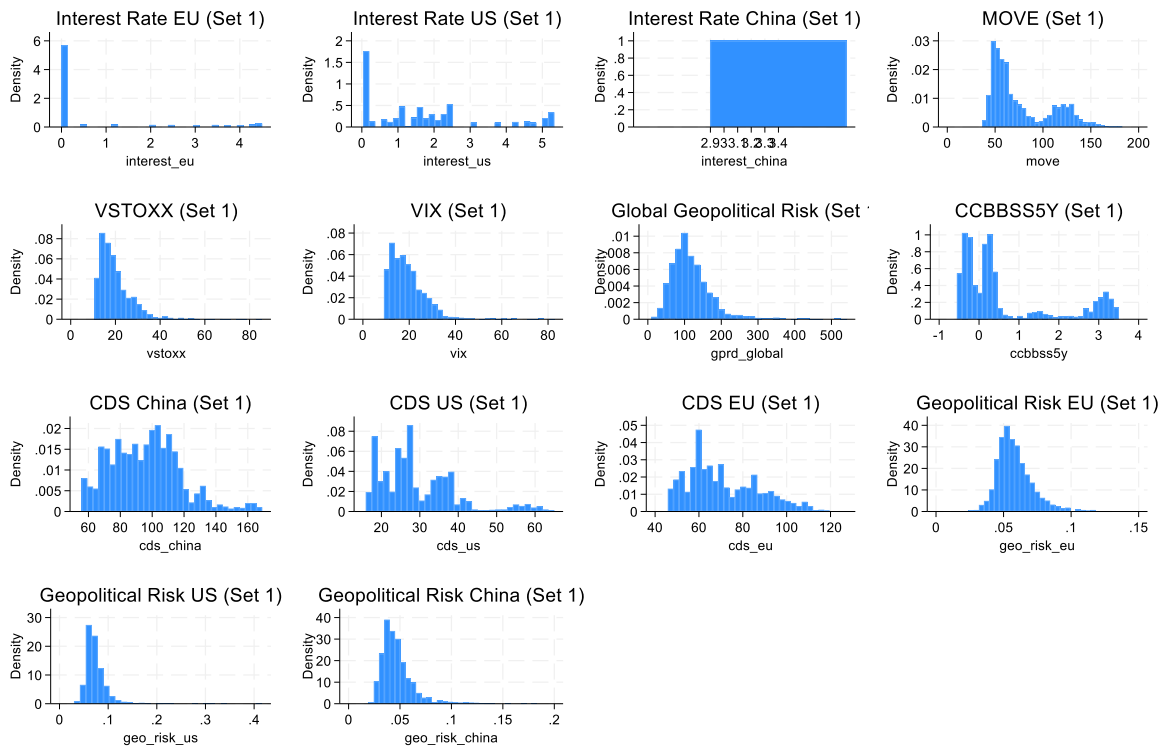 Interest Rate EU (Set 1)
Density
6
4
2
0
0 1 2 3 4
interest_eu
Interest Rate US (Set 1)
Density
2
1.5
1
.5
0
0 1 2 3 4 5
interest_us
Interest Rate China (Set 1)
Density
1
.8
.6
.4
.2
0
interest_china
MOVE (Set 1)
Density
.03
.02
.01
0
0 50 100 150 200
move
VSTOXX (Set 1)
Density
.08
.06
.04
.02
0
0 20 40 60 80
vstoxx
VIX (Set 1)
Density
.08
.06
.04
.02
0
0 20 40 60 80
vix
Global Geopolitical Risk (Set
Density
.01
.008
.006
.004
.002
0
0 100 200 300 400 500
gprd_global
CCBBSS5Y (Set 1)
Density
1
.8
.6
.4
.2
0
-1 0 1 2 3 4
ccbbss5y
CDS China (Set 1)
Density
.02
.015
.01
.005
0
60 80 100 120 140 160
cds_china
CDS US (Set 1)
Density
.08
.06
.04
.02
0
20 30 40 50 60
cds_us
CDS EU (Set 1)
Density
.05
.04
.03
.02
.01
0
40 60 80 100 120
cds_eu
Geopolitical Risk EU (Set 1)
Density
40
30
20
10
0
0 .05 .1 .15
geo_risk_eu
Geopolitical Risk US (Set 1)
Density
30
20
10
0
0 .1 .2 .3 .4
geo_risk_us
Geopolitical Risk China (Set 1)
Density
40
30
20
10
0
0 .05 .1 .15 .2
geo_risk_china